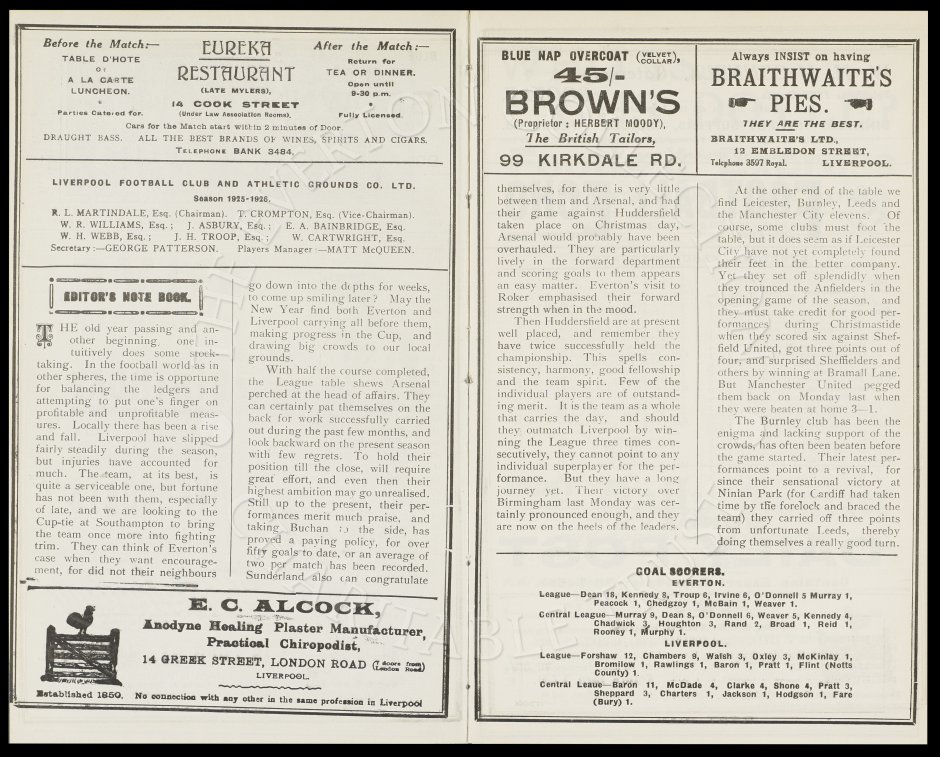 Before the Match:—
TABLE D'HOTE
or
A LA CARTE
LUNCHEON.
Parties Catered for.
EUREKA
RESTAURANT
(LATE MYLERS),
14 COOK STREET
(Under Law Association Rooms).
After the Match:—
Return for
TEA OR DINNER.
Open until
9-30 p.m.
Fully Licensed.
Cars for the Match start within 2 minutes of Door.
DRAUGHT BASS. ALL THE BEST BRANDS OF WINES, SPIRITS AND CIGARS.
TELEPHONE BANK 3484.
LIVERPOOL FOOTBALL CLUB AND ATHLETIC GROUNDS CO. LTD.
Season 1925-1926.
R. L. MARTINDALE, Esq. (Chairman). T. CROMPTON, Esq. (Vice-Chairman).
W. R. WILLIAMS, Esq.; J. ASBURY, Esq.; E. A. BAINBRIDGE, Esq.
W. H. WEBB, Esq.; J. H. TROOP, Esq.; W. CARTWRIGHT, Esq.
Secretary:—GEORGE PATTERSON. Players Manager:—MATT McQUEEN.
EDITOR'S NOTE BOOK.
THE old year passing and an-
other beginning one in-
tuitively does some stock-
taking. In the football world as in
other spheres, the time is opportune
for balancing the ledgers and
attempting to put one's finger on
profitable and unprofitable meas-
ures. Locally there has been a rise
and fall. Liverpool have slipped
fairly steadily during the season,
but injuries have accounted for
much. The team, at its best, is
quite a serviceable one, but fortune
has not been with them, especially
of late, and we are looking to the
Cup-tie at Southampton to bring
the team once more into fighting
trim. They can think of Everton's
case when they want encourage-
ment, for did not their neighbours
go down into the depths for weeks,
to come up smiling later? May the
New Year find both Everton and
Liverpool carrying all before them,
making progress in the Cup, and
drawing big crowds to our local
grounds.
With half the course completed,
the League table shews Arsenal
perched at the head of affairs. They
can certainly pat themselves on the
back for work successfully carried
out during the past few months, and
look backward on the present season
with few regrets. To hold their
position till the close, will require
great effort, and even then their
highest ambition may go unrealised.
Still up to the present, their per-
formances merit much praise, and
taking Buchan in the side, has
proved a paying policy, for over
fifty goals to date, or an average of
two per match has been recorded.
Sunderland also can congratulate
E. C. ALCOCK,
Anodyne Healing Plaster Manufacturer,
Practical Chiropodist,
14 GREEK STREET, LONDON ROAD (7 doors from London Road)
LIVERPOOL.
Established 1850. No connection with any other in the same profession in Liverpool
BLUE NAP OVERCOAT (VELVET COLLAR),
45/-
BROWN'S
(Proprietor: HERBERT MOODY),
The British Tailors,
99 KIRKDALE RD.
Always INSIST on having
BRAITHWAITE'S
PIES.
THEY ARE THE BEST.
BRAITHWAITE'S LTD.,
12 EMBLEDON STREET,
Telephone 3597 Royal. LIVERPOOL.
themselves, for there is very little
between them and Arsenal, and had
their game against Huddersfield
taken place on Christmas day,
Arsenal would probably have been
overhauled. They are particularly
lively in the forward department
and scoring goals to them appears
an easy matter. Everton's visit to
Roker emphasised their forward
strength when in the mood.
Then Huddersfield are at present
well placed, and remember they
have twice successfully held the
championship. This spells con-
sistency, harmony, good fellowship
and the team spirit. Few of the
individual players are of outstand-
ing merit. It is the team as a whole
that carries the day, and should
they outmatch Liverpool by win-
ning the League three times con-
secutively, they cannot point to any
individual superplayer for the per-
formance. But they have a long
journey yet. Their victory over
Birmingham last Monday was cer-
tainly pronounced enough, and they
are now on the heels of the leaders.
At the other end of the table we
find Leicester, Burnley, Leeds and
the Manchester City elevens. Of
course, some clubs must foot the
table, but it does seem as if Leicester
City have not yet completely found
their feet in the better company.
Yet they set off splendidly when
they trounced the Anfielders in the
opening game of the season, and
they must take credit for good per-
formances during Christmastide
when they scored six against Shef-
field United, got three points out of
four, and surprised Sheffielders and
others by winning at Bramall Lane.
But Manchester United pegged
them back on Monday last when
they were beaten at home 3—1.
The Burnley club has been the
enigma and lacking support of the
crowds, has often been beaten before
the game started. Their latest per-
formances point to a revival, for
since their sensational victory at
Ninian Park (for Cardiff had taken
time by the forelock and braced the
team) they carried off three points
from unfortunate Leeds, thereby
doing themselves a really good turn.
GOAL SCORERS.
EVERTON.
League—Dean 18, Kennedy 8, Troup 6, Irvine 6, O'Donnell 5 Murray 1,
Peacock 1, Chedgzoy 1, McBain 1, Weaver 1.
Central League—Murray 9, Dean 8, O'Donnell 6, Weaver 5, Kennedy 4,
Chadwick 3, Houghton 3, Rand 2, Broad 1, Reid 1,
Rooney 1, Murphy 1.
LIVERPOOL.
League—Forshaw 12, Chambers 9, Walsh 3, Oxley 3, McKinlay 1,
Bromilow 1, Rawlings 1, Baron 1, Pratt 1, Flint (Notts
County) 1.
Central Leaue—Baron 11, McDade 4, Clarke 4, Shone 4, Pratt 3,
Sheppard 3, Charters 1, Jackson 1, Hodgson 1, Fare
(Bury) 1.